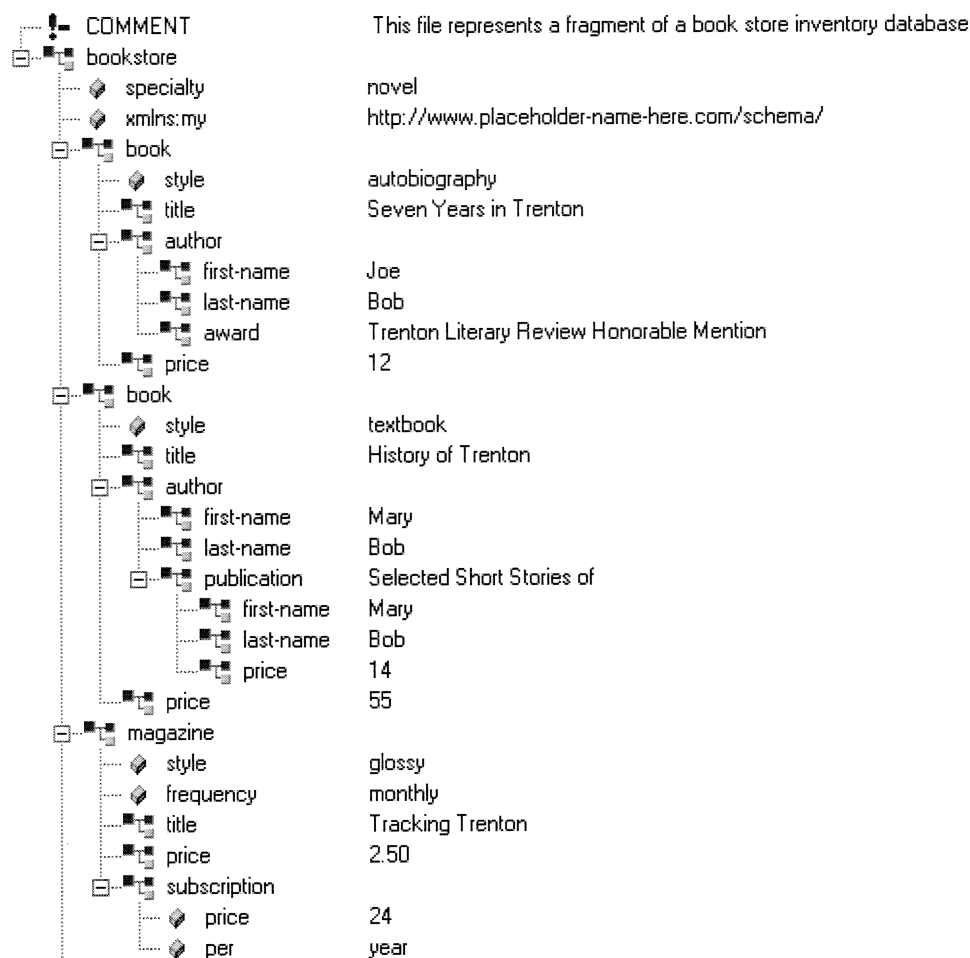 COMMENT This file represents a fragment of a book store inventory database
bookstore
specialty novel
xmlns:my http://www.placeholder-name-here.com/schema/
book
style autobiography
title Seven Years in Trenton
author
first-name Joe
last-name Bob
award Trenton Literary Review Honorable Mention
price 12
book
style textbook
title History of Trenton
author
first-name Mary
last-name Bob
publication Selected Short Stories of
first-name Mary
last-name Bob
price 14
price 55
magazine
style glossy
frequency monthly
title Tracking Trenton
price 2.50
subscription
price 24
per year